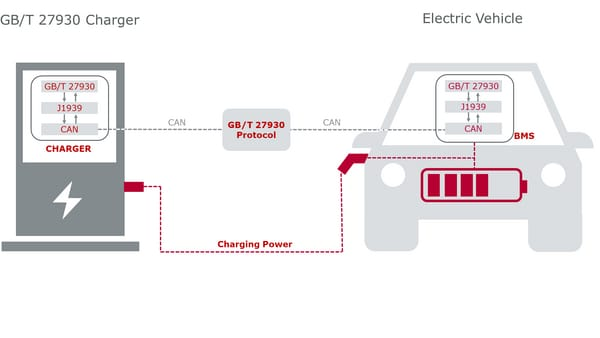 GB/T 27930 Charger
Electric Vehicle
GB/T 27930
J1939
CAN
CHARGER
CAN
GB/T 27930
Protocol
CAN
GB/T 27930
J1939
CAN
BMS
Charging Power